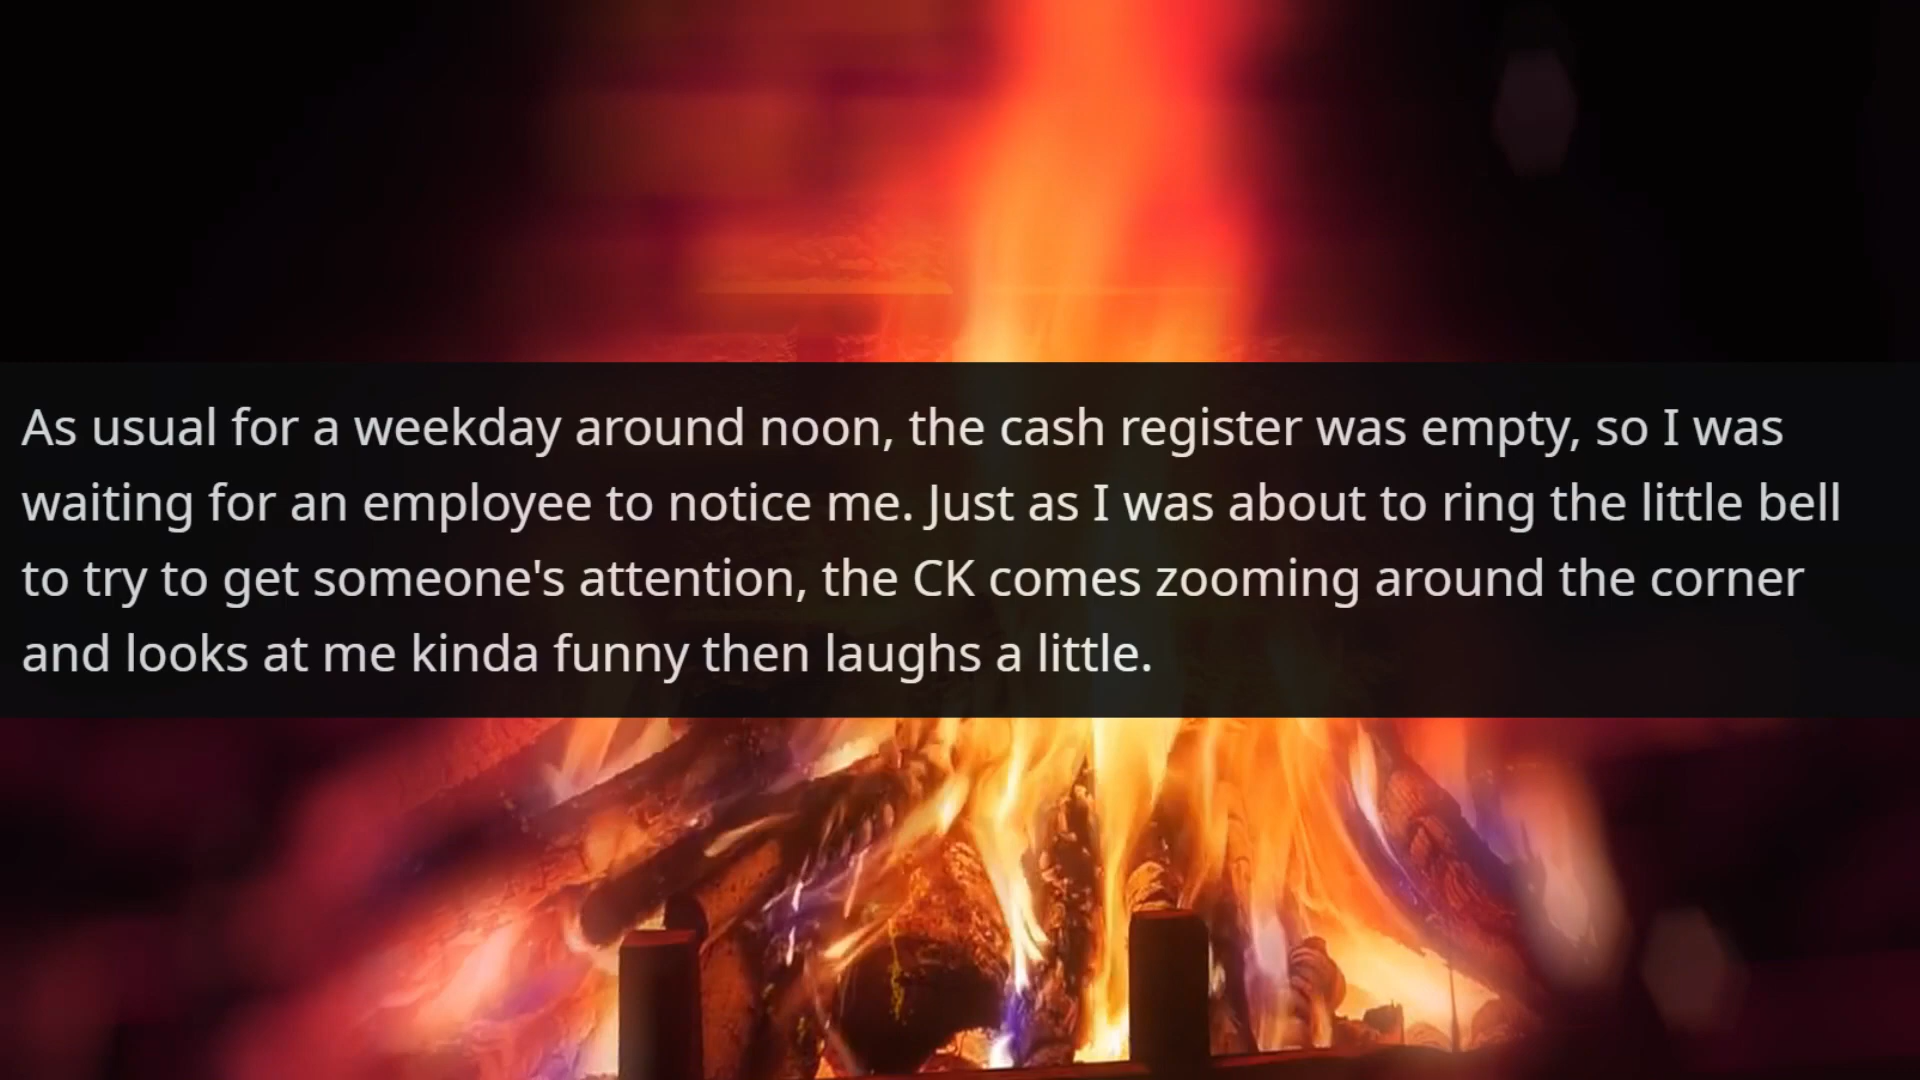 As usual for a weekday around noon, the cash register was empty, so I was
waiting for an employee to notice me. Just as I was about to ring the little bell
to try to get someone's attention, the CK comes zooming around the corner
and looks at me kinda funny then laughs a little.